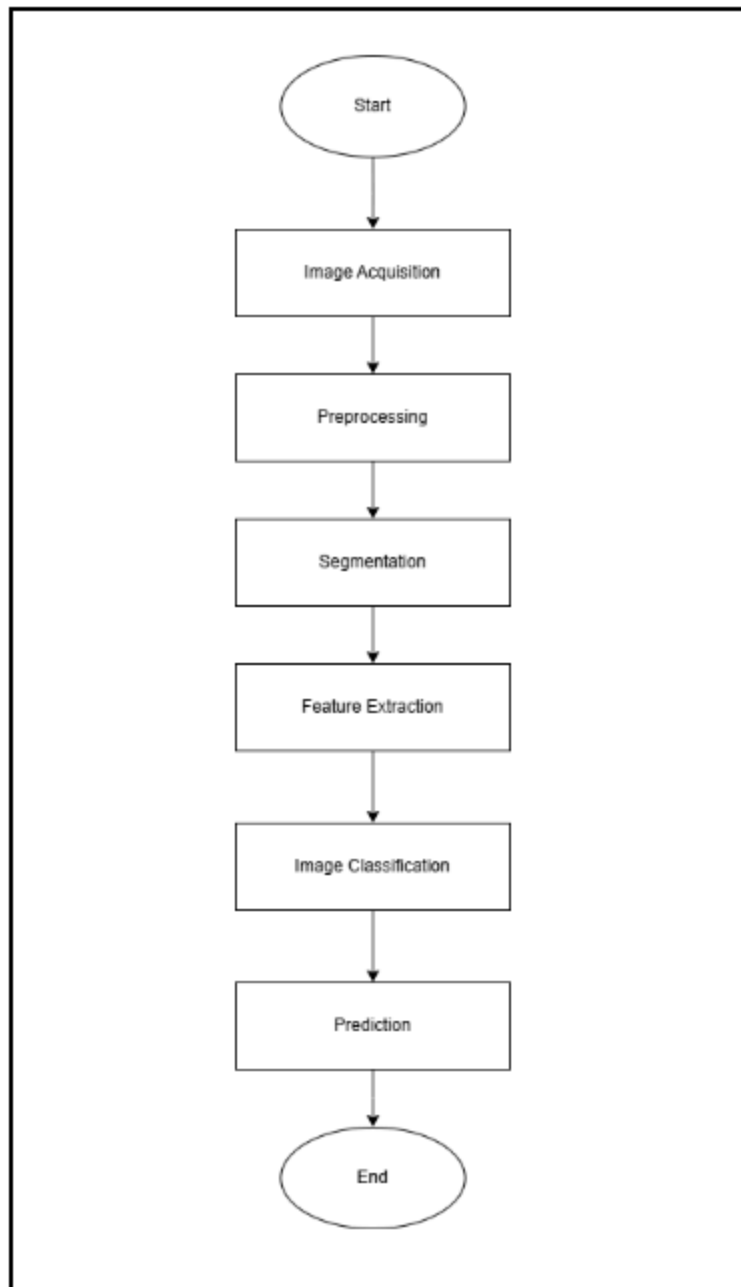 Start
Image Acquisition
Preprocessing
Segmentation
Feature Extraction
Image Classification
Prediction
End